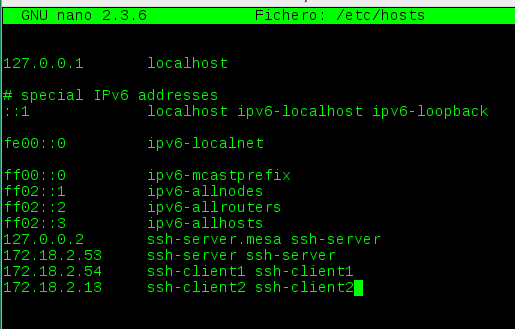 GNU nano 2.3.6 Fichero: /etc/hosts
127.0.0.1 localhost
# special IPv6 addresses
::1 localhost ipv6-localhost ipv6-loopback
fe00::0 ipv6-localnet
ff00::0 ipv6-mcastprefix
ff02::1 ipv6-allnodes
ff02::2 ipv6-allrouters
ff02::3 ipv6-allhosts
127.0.0.2 ssh-server.mesa ssh-server
172.18.2.53 ssh-server ssh-server
172.18.2.54 ssh-client1 ssh-client1
172.18.2.13 ssh-client2 ssh-client2